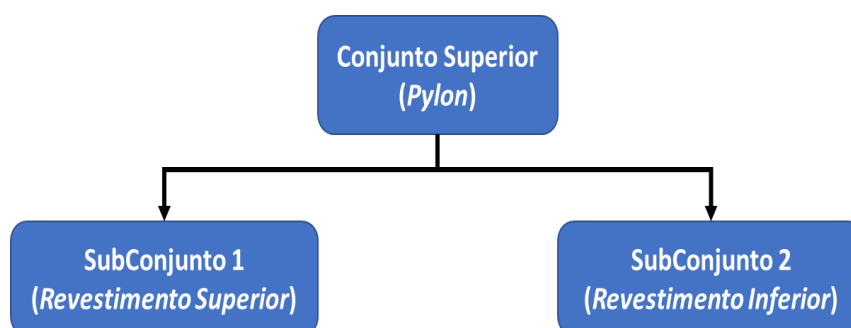 Conjunto Superior
(Pylon)
SubConjunto 1
(Revestimento Superior)
SubConjunto 2
(Revestimento Inferior)